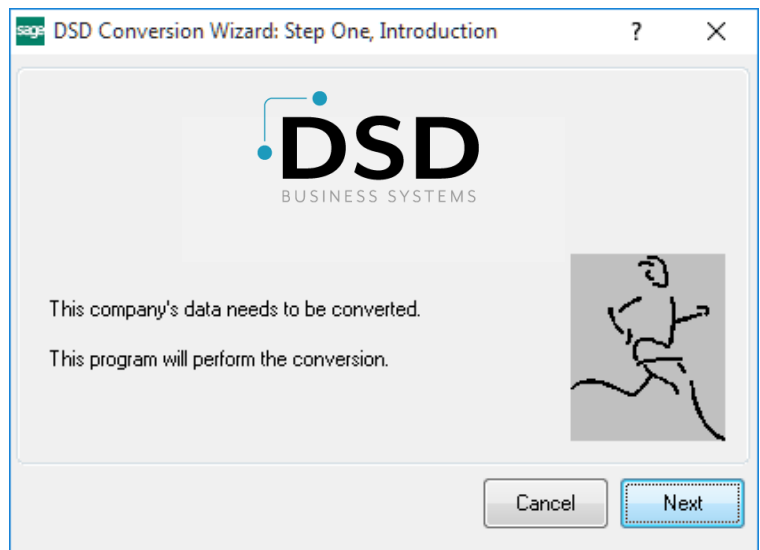 sage DSD Conversion Wizard: Step One, Introduction ?
DSD
BUSINESS SYSTEMS
This company's data needs to be converted.
This program will perform the conversion.
Cancel Next